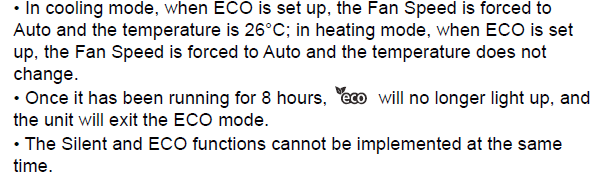 • In cooling mode, when ECO is set up, the Fan Speed is forced to
Auto and the temperature is 26°C; in heating mode, when ECO is set
up, the Fan Speed is forced to Auto and the temperature does not
change.
• Once it has been running for 8 hours, eco will no longer light up, and
the unit will exit the ECO mode.
• The Silent and ECO functions cannot be implemented at the same
time.